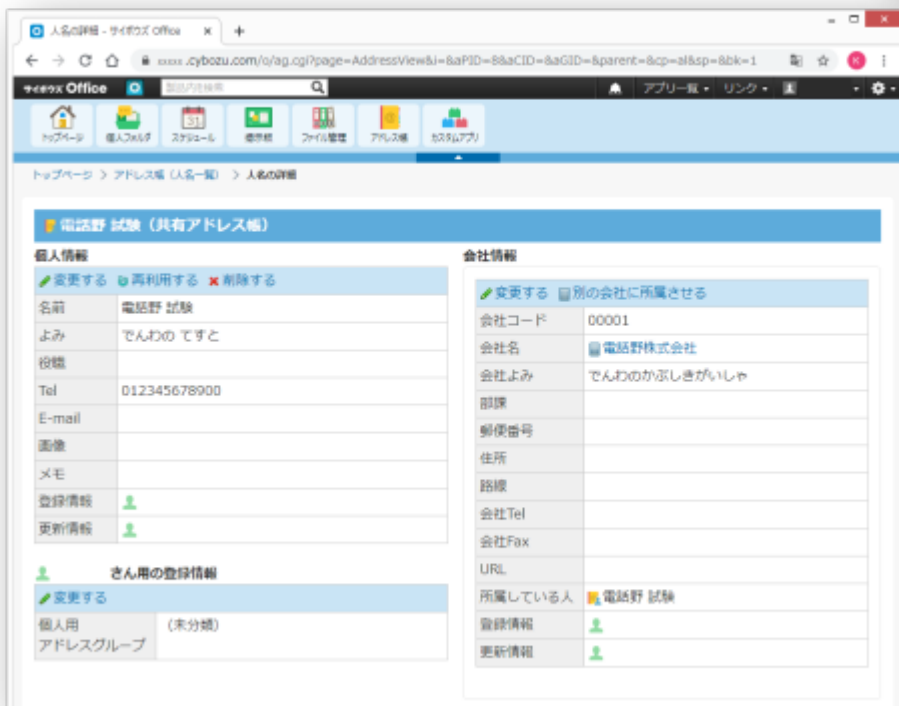 人名の詳細 - サイボウズ Office × +
xxxxx.cybozu.com/o/ag.cgi?page=AddressView&i=&aPID=8&aCID=&aGID=&parent=&cp=al&sp=&bk=1
K
サイボウズ Office 製品内を検索 アプリ一覧 リンク
トップページ 個人フォルダ スケジュール 掲示板 ファイル管理 アドレス帳 カスタムアプリ
トップページ > アドレス帳 (人名一覧) > 人名の詳細
電話野 試験 (共有アドレス帳)
個人情報
変更する 再利用する 削除する
名前 電話野 試験
よみ でんわの てすと
役職
Tel 012345678900
E-mail
画像
メモ
登録情報
更新情報
さん用の登録情報
変更する
個人用 (未分類)
アドレスグループ
会社情報
変更する 別の会社に所属させる
会社コード 00001
会社名 電話野株式会社
会社よみ でんわのかぶしきがいしゃ
部課
郵便番号
住所
路線
会社Tel
会社Fax
URL
所属している人 電話野 試験
登録情報
更新情報